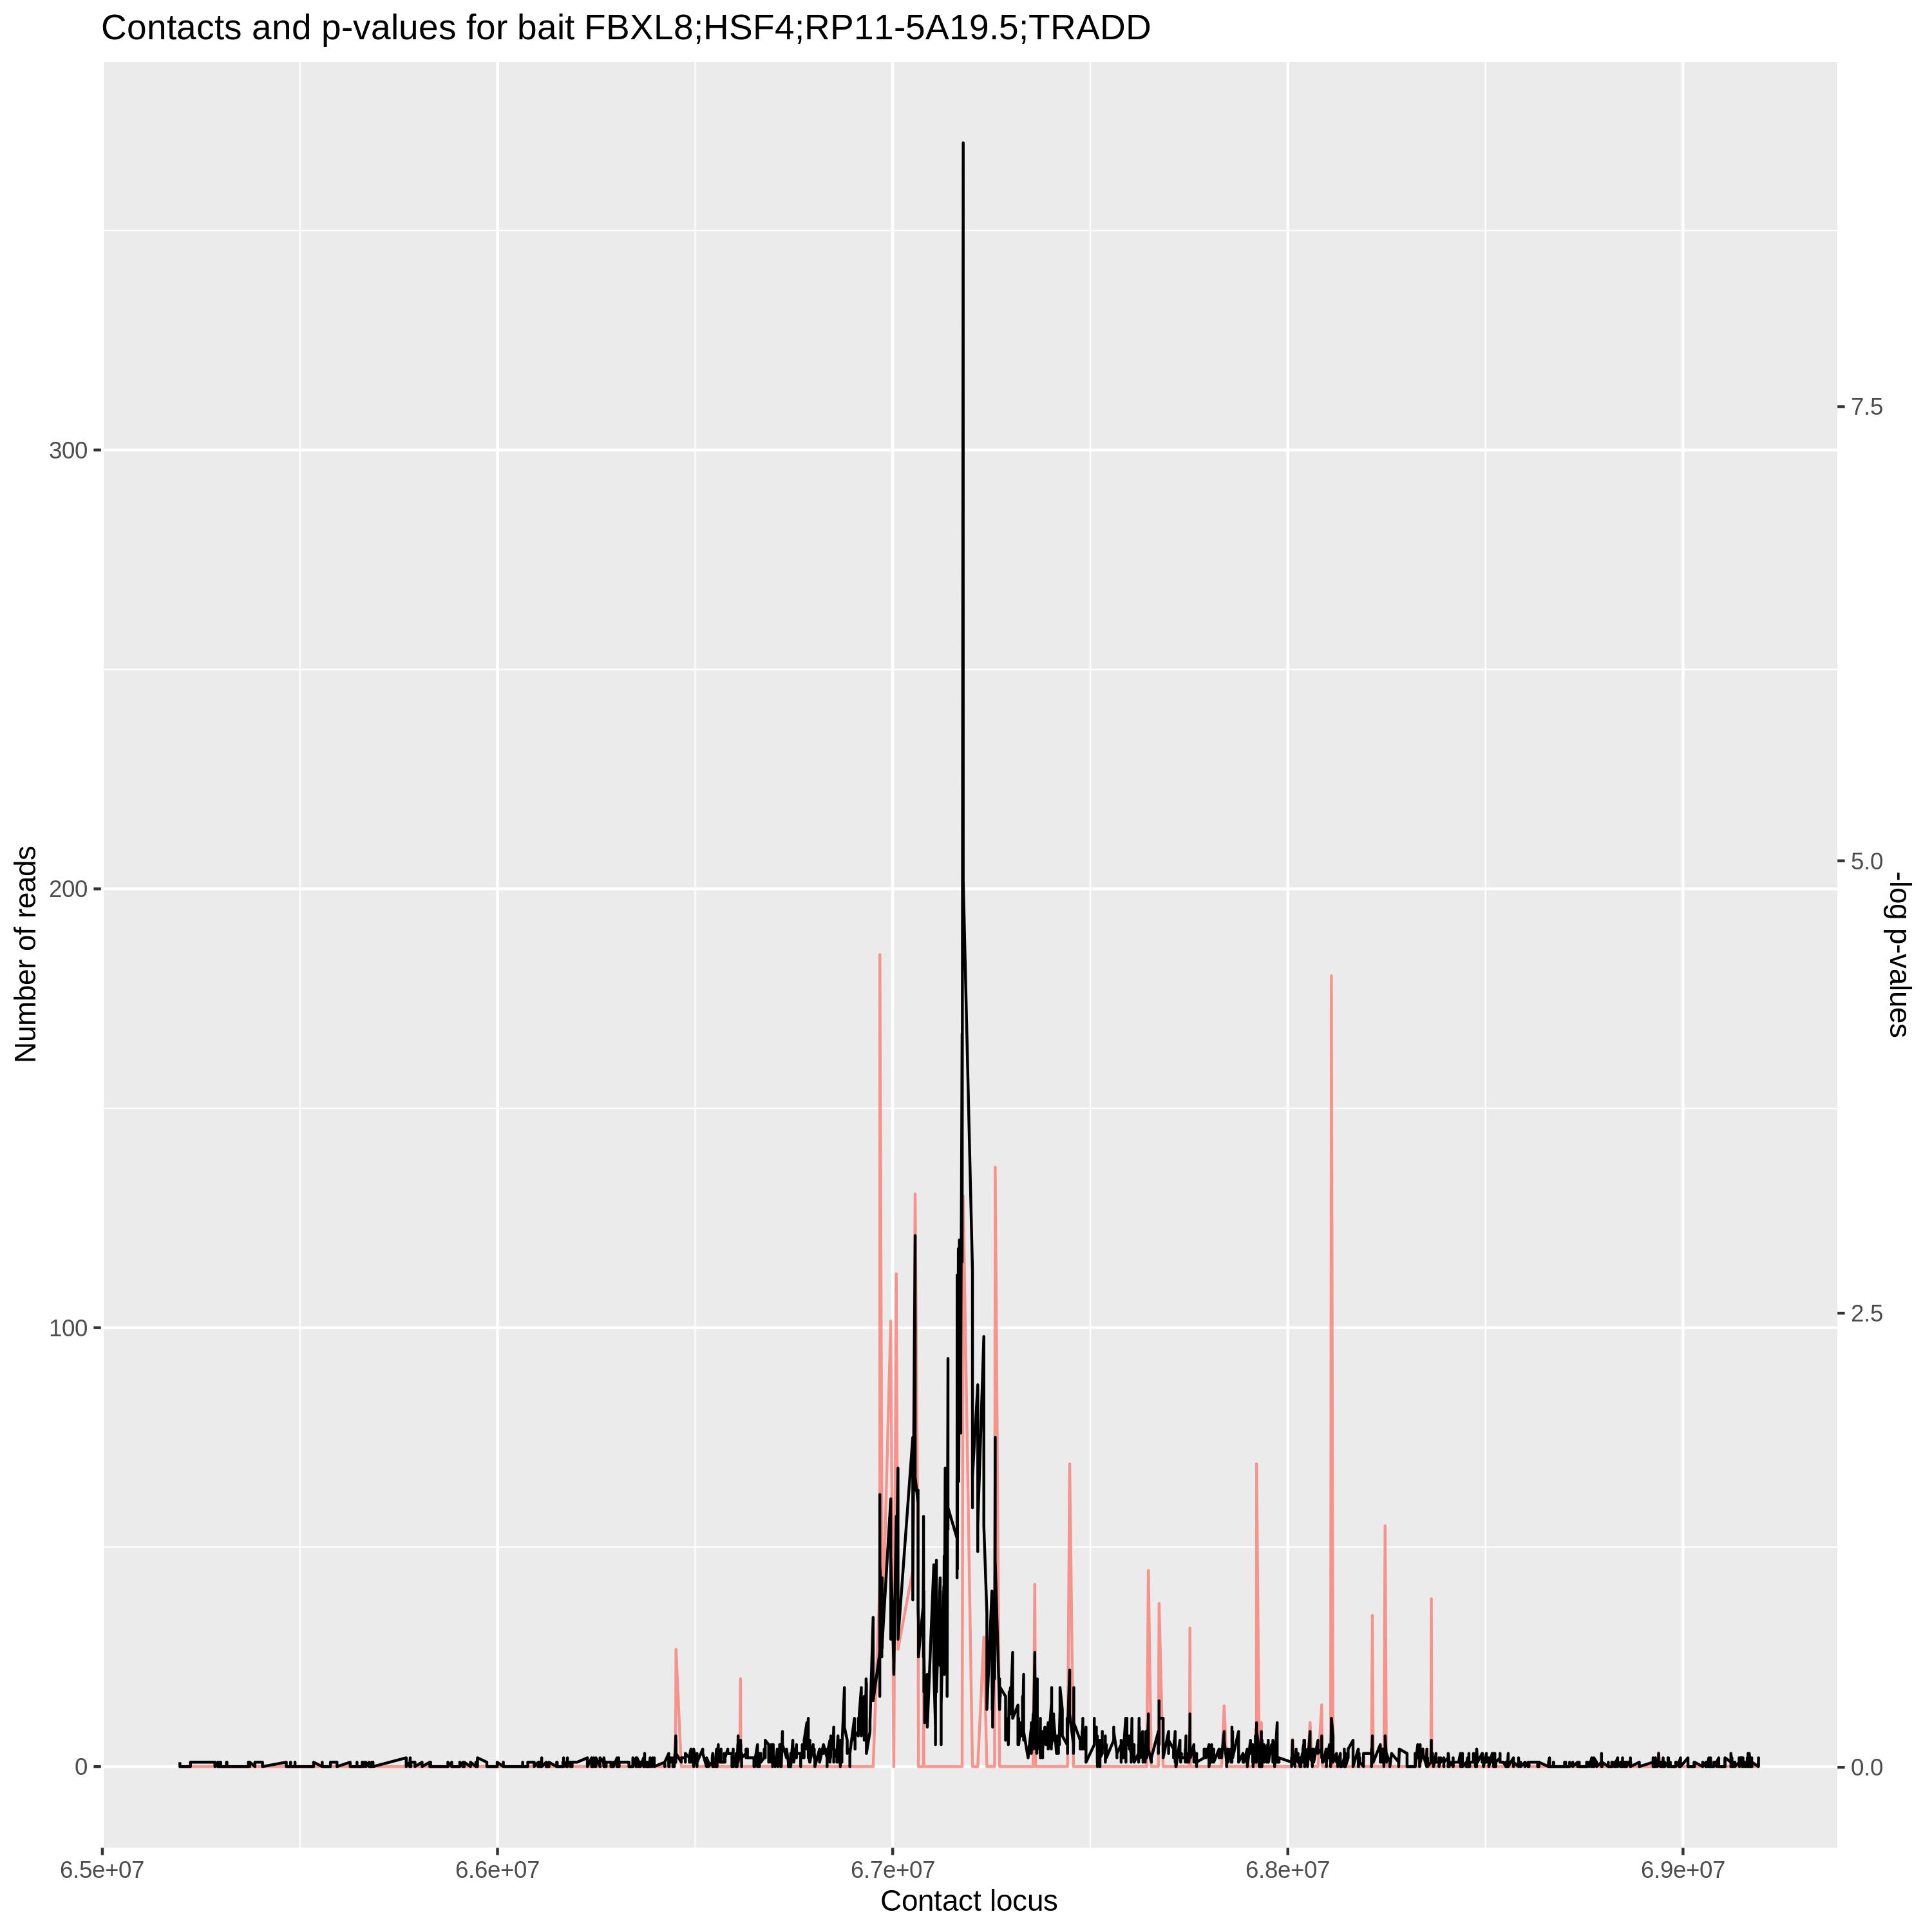 Contacts and p-values for bait FBXL8;HSF4;RP11-5A19.5;TRADD
Number of reads
300
200
100
0
7.5
5.0
2.5
0.0
-log p-values
6.5e+07 6.6e+07 6.7e+07 6.8e+07 6.9e+07
Contact locus